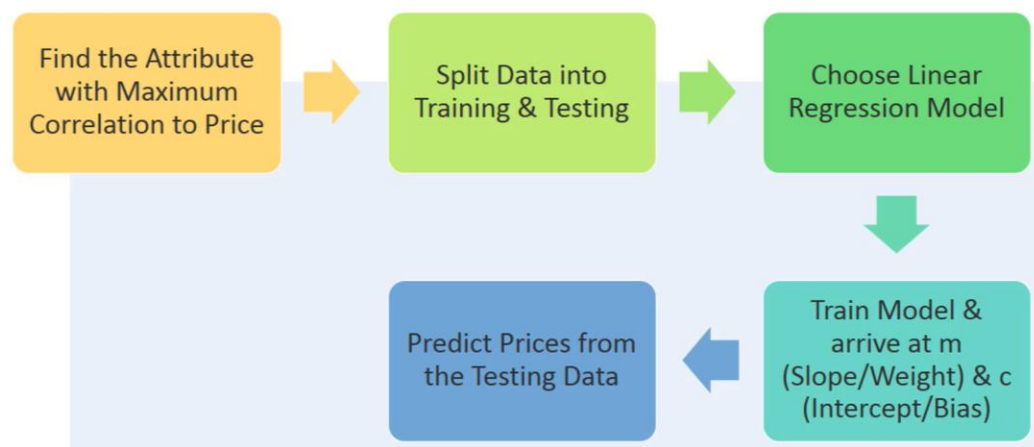 Find the Attribute
with Maximum
Correlation to Price
Split Data into
Training & Testing
Choose Linear
Regression Model
Train Model &
arrive at m
(Slope/Weight) & c
(Intercept/Bias)
Predict Prices from
the Testing Data